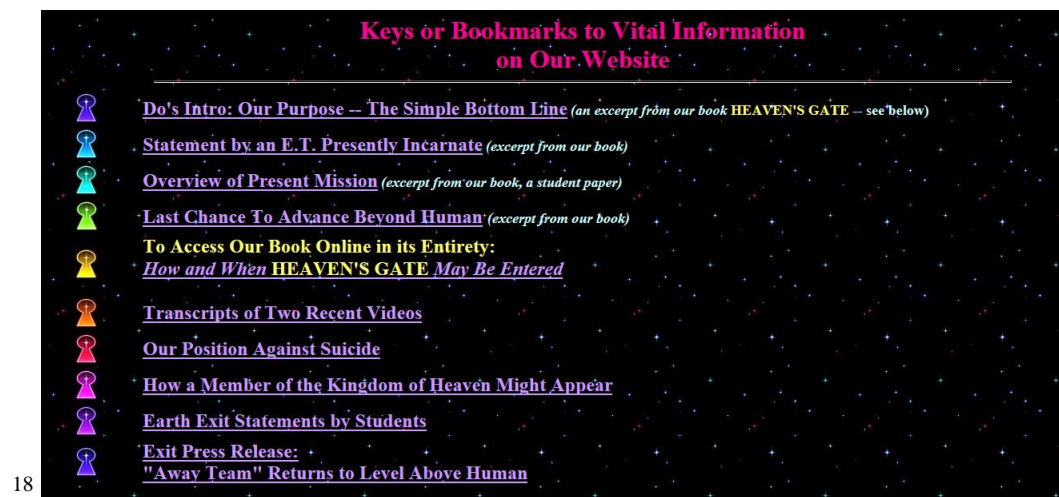 Keys or Bookmarks to Vital Information
on Our Website
Do's Intro: Our Purpose -- The Simple Bottom Line (an excerpt from our book HEAVEN'S GATE -- see below)
Statement by an E.T. Presently Incarnate (excerpt from our book)
Overview of Present Mission (excerpt from our book, a student paper)
Last Chance To Advance Beyond Human (excerpt from our book)
To Access Our Book Online in its Entirety:
How and When HEAVEN'S GATE May Be Entered
Transcripts of Two Recent Videos
Our Position Against Suicide
How a Member of the Kingdom of Heaven Might Appear
Earth Exit Statements by Students
Exit Press Release:
"Away Team" Returns to Level Above Human
18